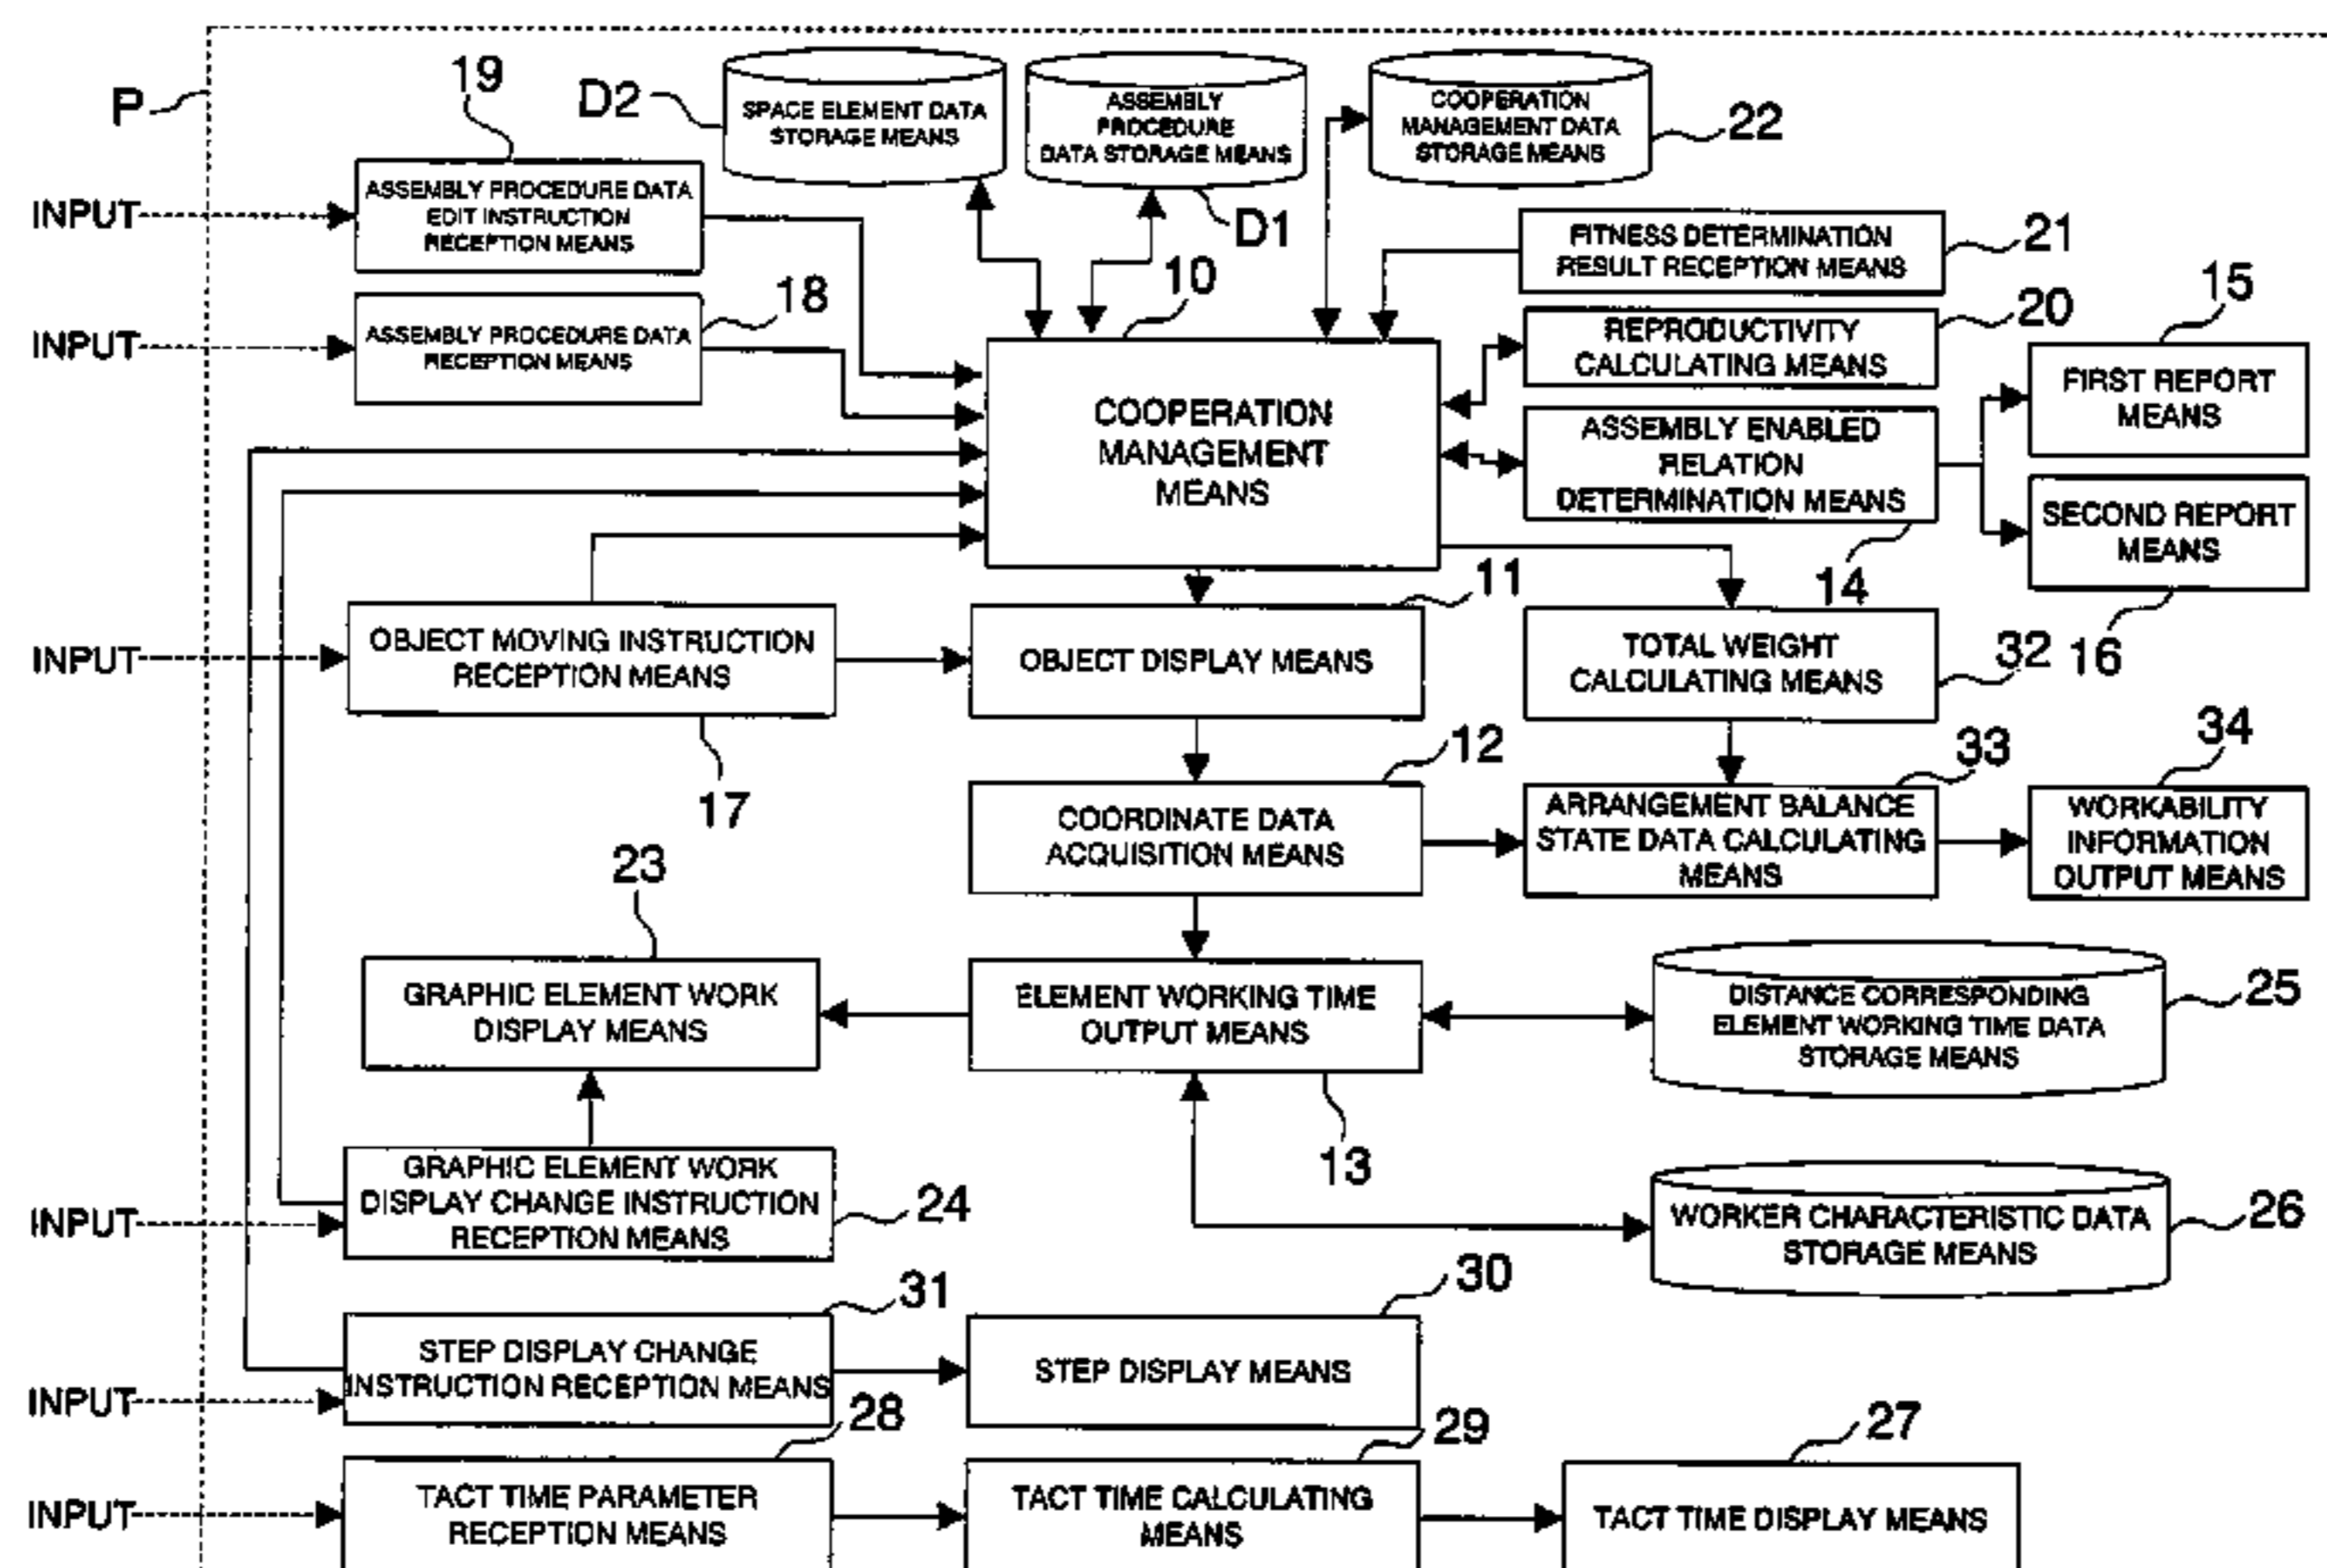 P
19
D2
SPACE ELEMENT DATA
STORAGE MEANS
ASSEMBLY
PROCEDURE
DATA STORAGE MEANS
D1
COOPERATION
MANAGEMENT DATA
STORAGE MEANS
22
INPUT
ASSEMBLY PROCEDURE DATA
EDIT INSTRUCTION
RECEPTION MEANS
FITNESS DETERMINATION
RESULT RECEPTION MEANS
21
INPUT
ASSEMBLY PROCEDURE DATA
RECEPTION MEANS
18
10
COOPERATION
MANAGEMENT
MEANS
REPRODUCTIVITY
CALCULATING MEANS
20
15
FIRST REPORT
MEANS
ASSEMBLY ENABLED
RELATION
DETERMINATION MEANS
14
SECOND REPORT
MEANS
16
INPUT
OBJECT MOVING INSTRUCTION
RECEPTION MEANS
17
11
OBJECT DISPLAY MEANS
TOTAL WEIGHT
CALCULATING MEANS
32
12
COORDINATE DATA
ACQUISITION MEANS
33
ARRANGEMENT BALANCE
STATE DATA CALCULATING
MEANS
34
WORKABILITY
INFORMATION
OUTPUT MEANS
23
GRAPHIC ELEMENT WORK
DISPLAY MEANS
ELEMENT WORKING TIME
OUTPUT MEANS
13
DISTANCE CORRESPONDING
ELEMENT WORKING TIME DATA
STORAGE MEANS
25
INPUT
GRAPHIC ELEMENT WORK
DISPLAY CHANGE INSTRUCTION
RECEPTION MEANS
24
WORKER CHARACTERISTIC DATA
STORAGE MEANS
26
INPUT
31
STEP DISPLAY CHANGE
INSTRUCTION RECEPTION MEANS
30
STEP DISPLAY MEANS
INPUT
28
TACT TIME PARAMETER
RECEPTION MEANS
29
TACT TIME CALCULATING
MEANS
27
TACT TIME DISPLAY MEANS